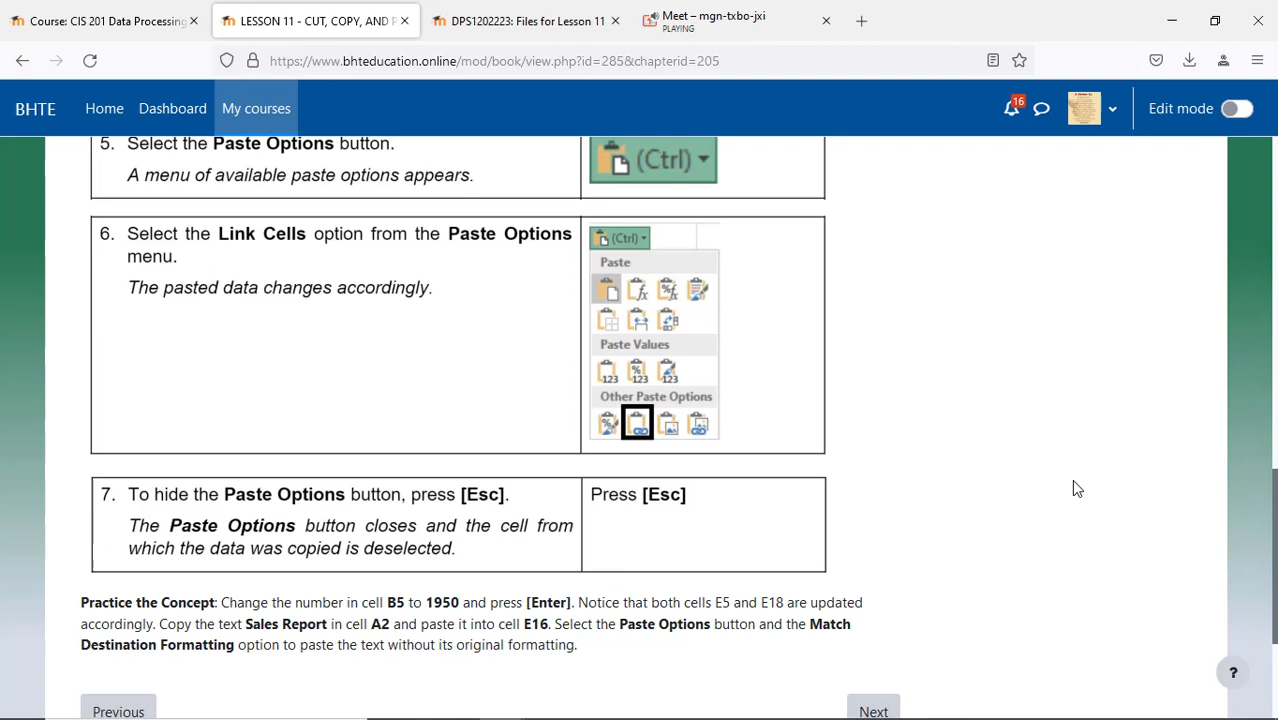 Course: CIS 201 Data Processing
LESSON 11 - CUT, COPY, AND P
DPS1202223: Files for Lesson 11
Meet – mgn-txbo-jxi
PLAYING
https://www.bhteducation.online/mod/book/view.php?id=285&chapterid=205
BHTE
Home
Dashboard
My courses
16
Edit mode
5. Select the Paste Options button.
A menu of available paste options appears.
(Ctrl)
6. Select the Link Cells option from the Paste Options
menu.
The pasted data changes accordingly.
(Ctrl)
Paste
fx
%fx
Paste Values
123
%
123
123
Other Paste Options
%
7. To hide the Paste Options button, press [Esc].
The Paste Options button closes and the cell from
which the data was copied is deselected.
Press [Esc]
Practice the Concept: Change the number in cell B5 to 1950 and press [Enter]. Notice that both cells E5 and E18 are updated
accordingly. Copy the text Sales Report in cell A2 and paste it into cell E16. Select the Paste Options button and the Match
Destination Formatting option to paste the text without its original formatting.
?
Previous
Next